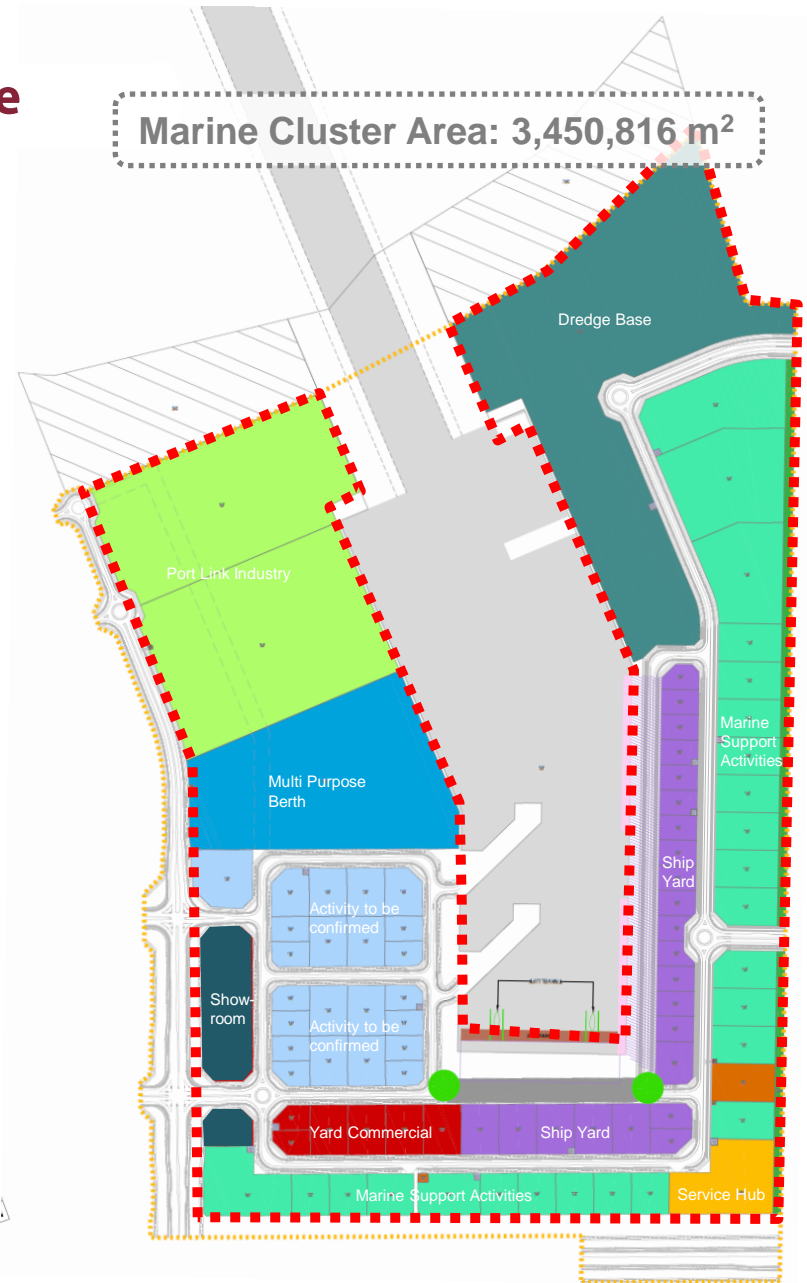 e
Marine Cluster Area: 3,450,816 m²
Dredge Base
Port Link Industry
Marine
Support
Activities
Multi Purpose
Berth
Ship
Yard
Activity to be
confirmed
Show-
room
Activity to be
confirmed
Yard Commercial
Ship Yard
Marine Support Activities
Service Hub